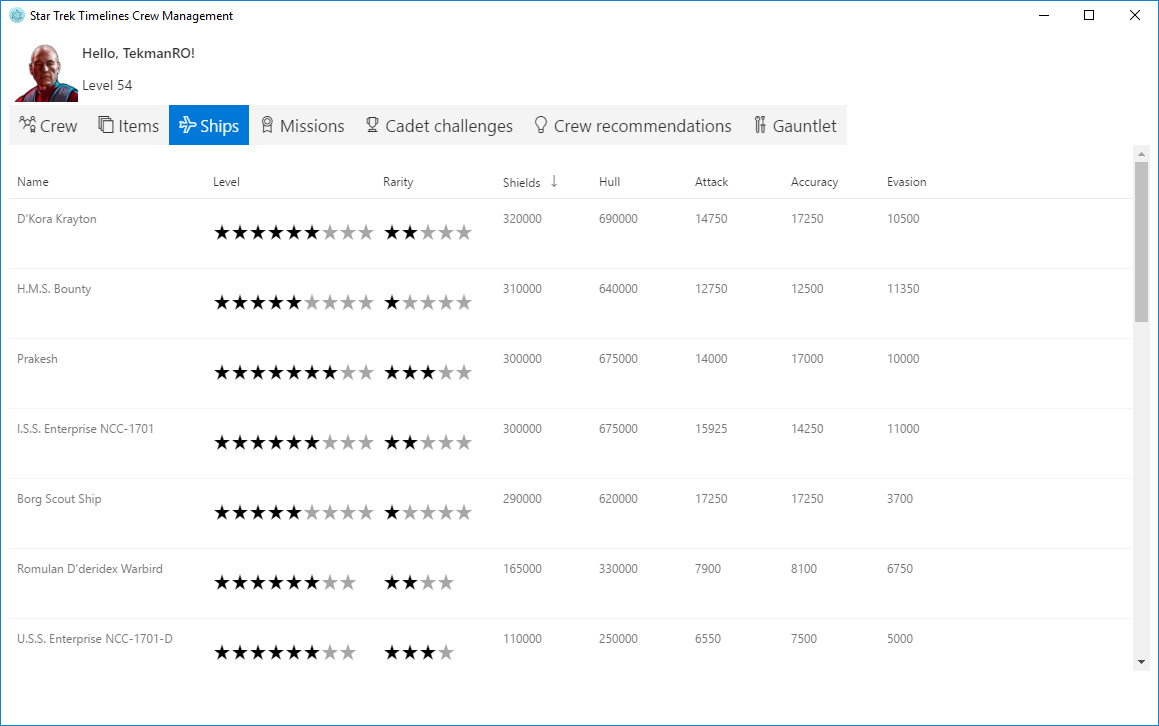 Star Trek Timelines Crew Management
Hello, TekmanRO!
Level 54
Crew Items Ships Missions Cadet challenges Crew recommendations Gauntlet
Name Level Rarity Shields ↓ Hull Attack Accuracy Evasion
D'Kora Krayton ★★★★★★★★★ ★★★★★ 320000 690000 14750 17250 10500
H.M.S. Bounty ★★★★★★★★★ ★★★★★ 310000 640000 12750 12500 11350
Prakesh ★★★★★★★★★ ★★★★★ 300000 675000 14000 17000 10000
I.S.S. Enterprise NCC-1701 ★★★★★★★★★ ★★★★★ 300000 675000 15925 14250 11000
Borg Scout Ship ★★★★★★★★★ ★★★★★ 290000 620000 17250 17250 3700
Romulan D'deridex Warbird ★★★★★★★★ ★★★★ 165000 330000 7900 8100 6750
U.S.S. Enterprise NCC-1701-D ★★★★★★★★ ★★★★ 110000 250000 6550 7500 5000